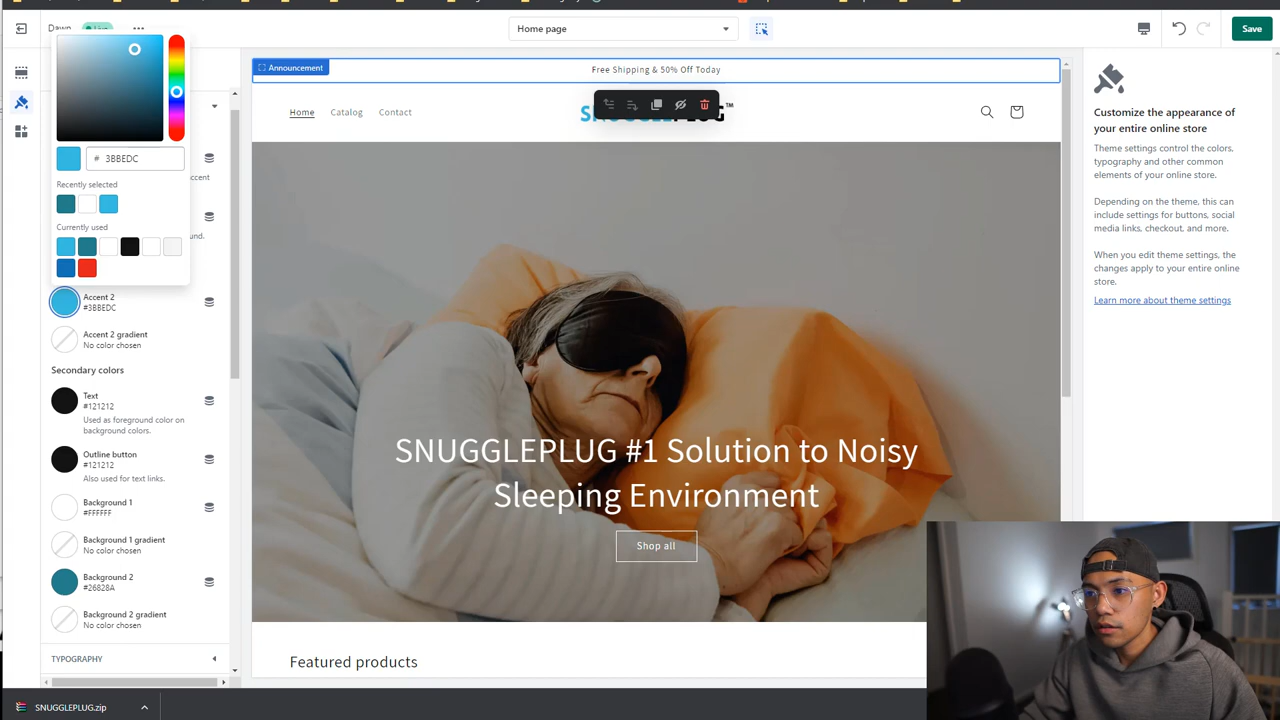 Dawn
Live
Home page
Save
# 3BBEDC
Recently selected
Currently used
ccent
und.
Accent 2
#3BBEDC
Accent 2 gradient
No color chosen
Secondary colors
Text
#121212
Used as foreground color on
background colors.
Outline button
#121212
Also used for text links.
Background 1
#FFFFFF
Background 1 gradient
No color chosen
Background 2
#26828A
Background 2 gradient
No color chosen
TYPOGRAPHY
Announcement
Free Shipping & 50% Off Today
Home
Catalog
Contact
SNUGGLEPLUG™
SNUGGLEPLUG #1 Solution to Noisy
Sleeping Environment
Shop all
Featured products
Customize the appearance of
your entire online store
Theme settings control the colors,
typography and other common
elements of your online store.
Depending on the theme, this can
include settings for buttons, social
media links, checkout, and more.
When you edit theme settings, the
changes apply to your entire online
store.
Learn more about theme settings
SNUGGLEPLUG.zip